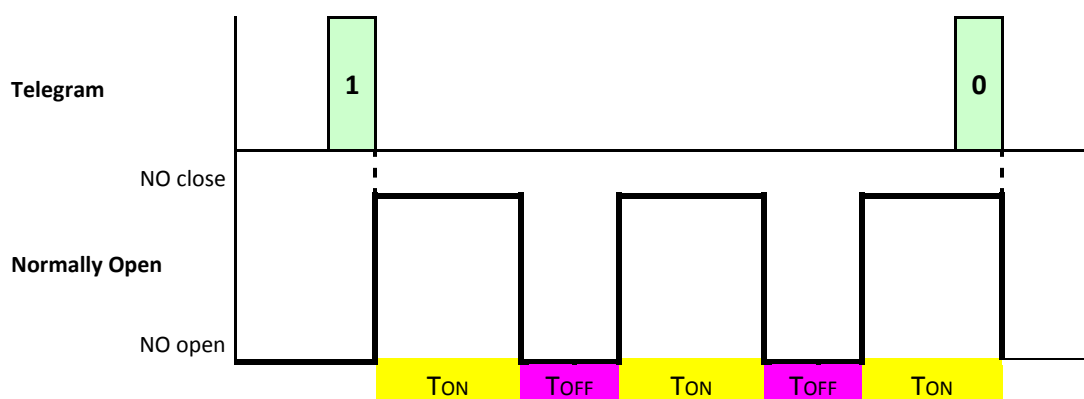 Telegram
1
0
NO close
Normally Open
NO open
TON TOFF TON TOFF TON